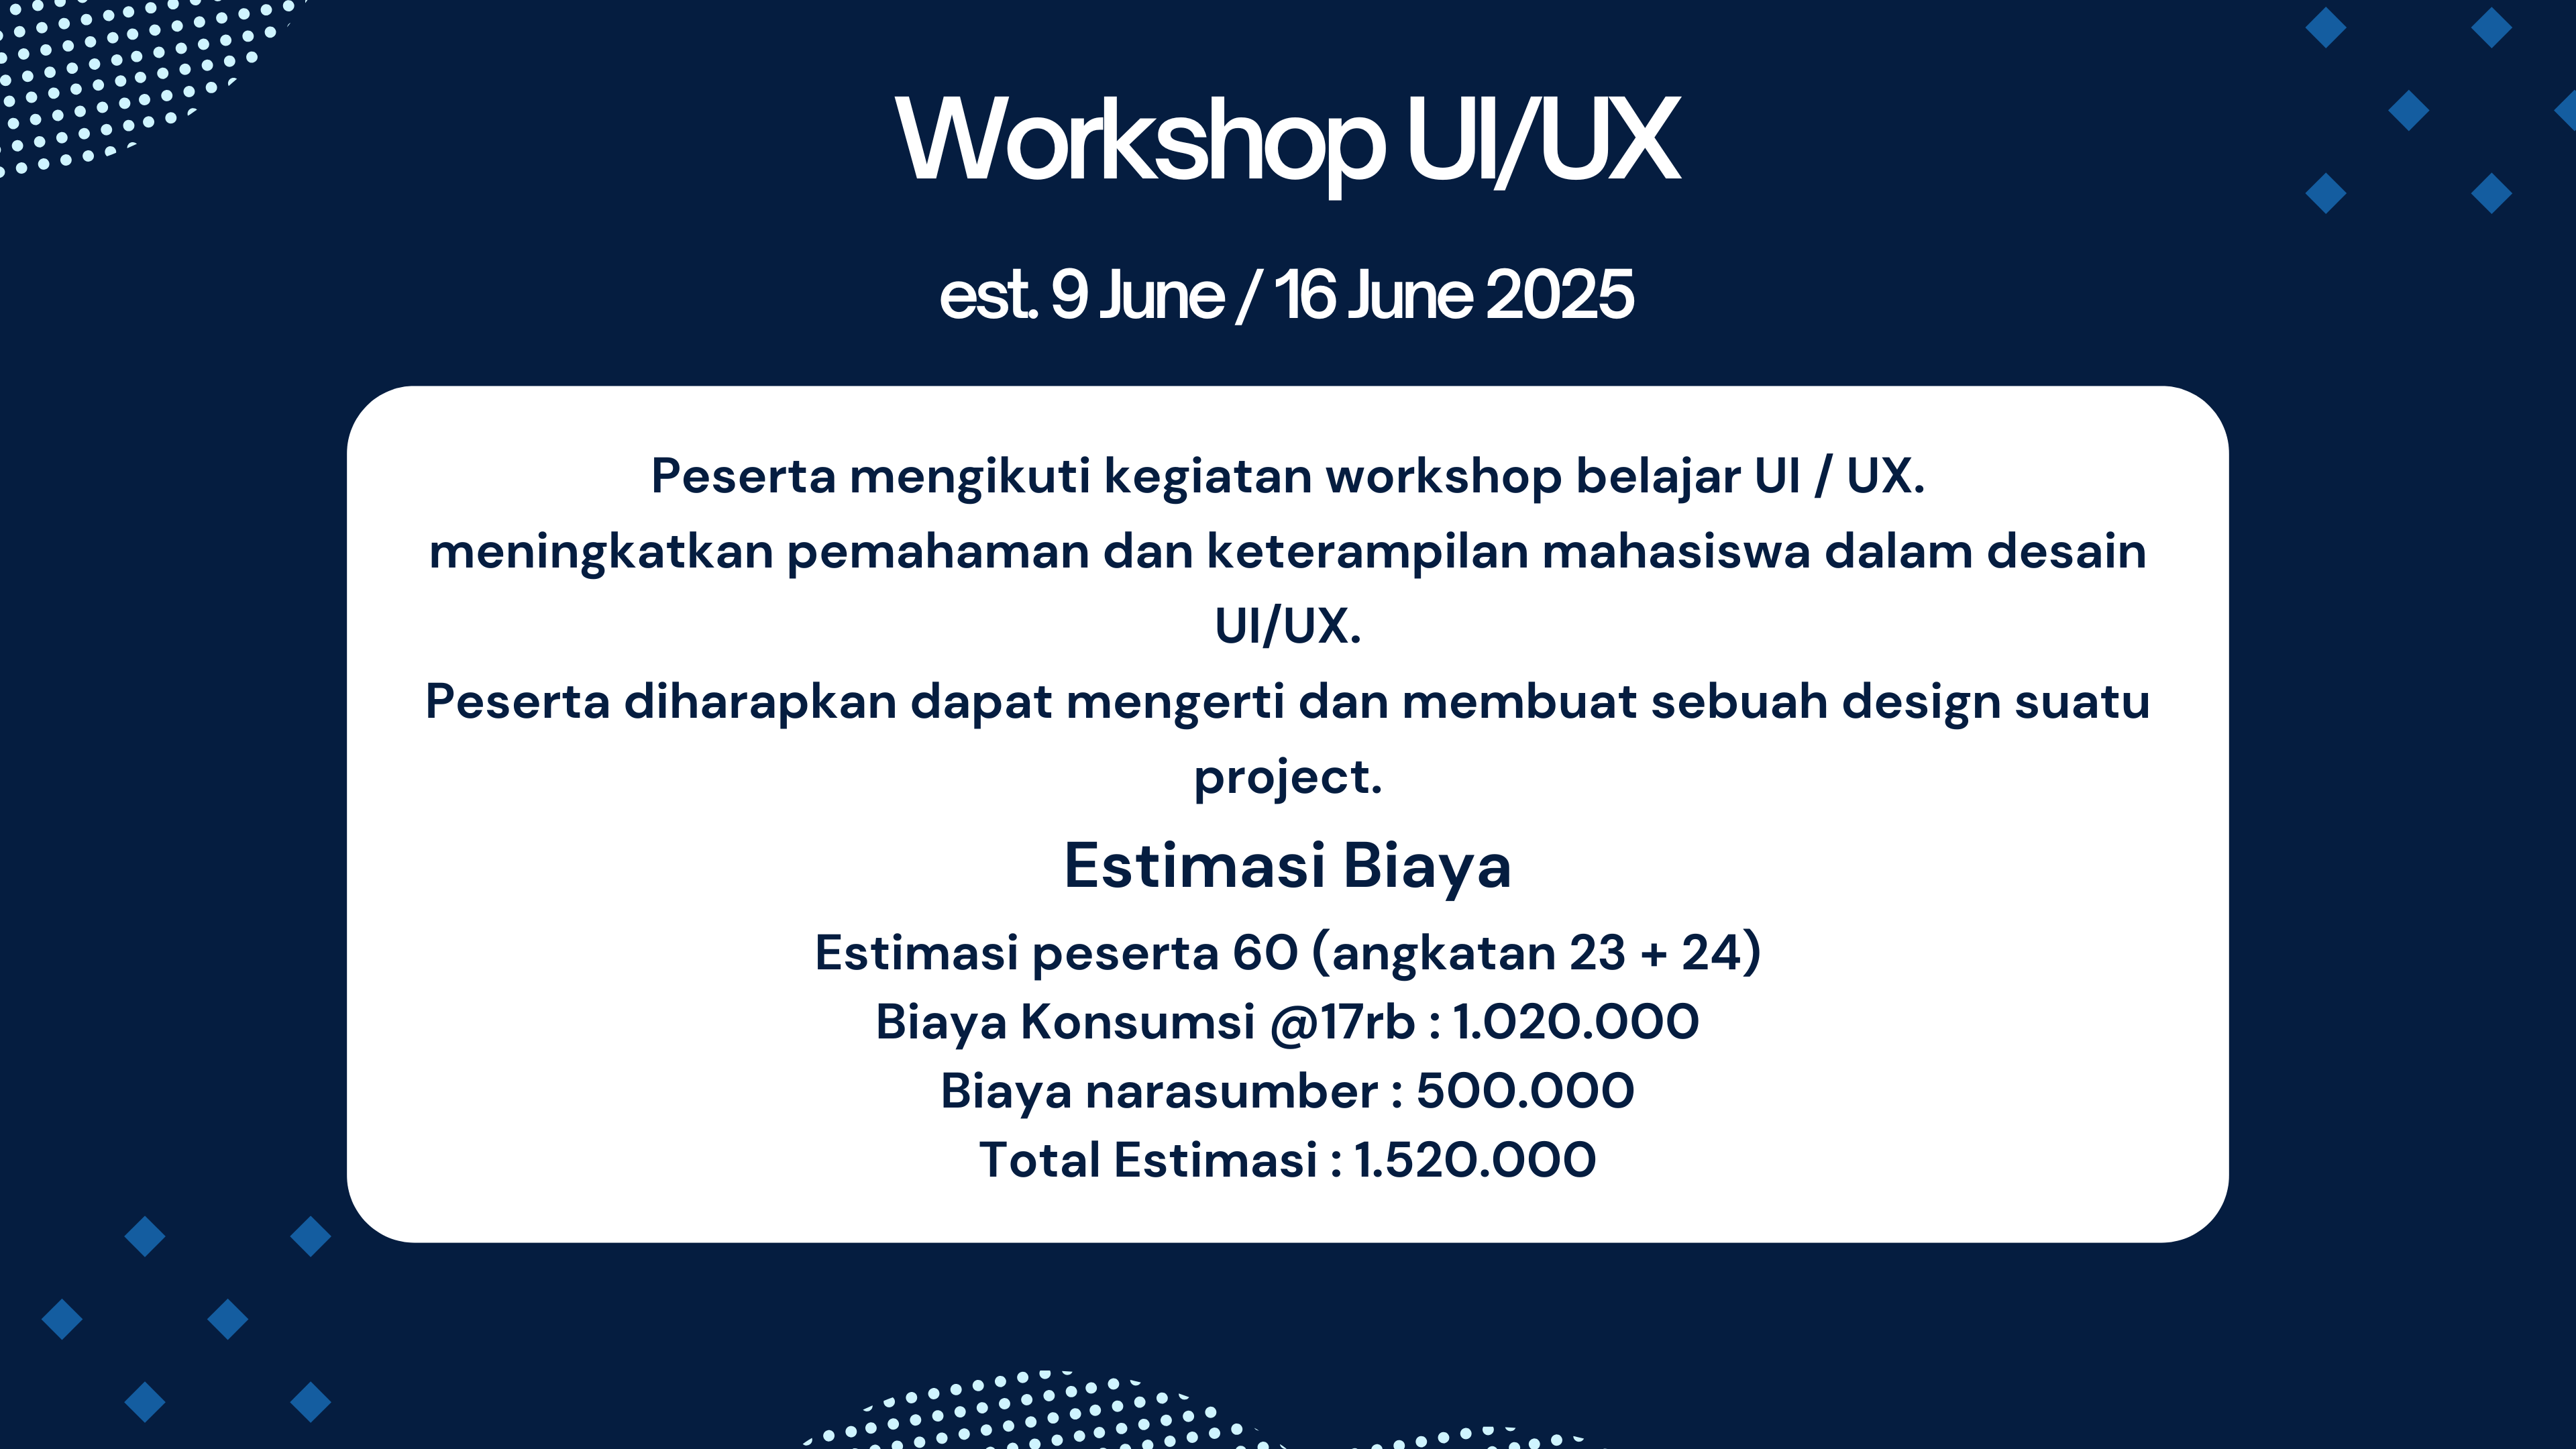 Workshop UI/UX
est. 9 June / 16 June 2025
Peserta mengikuti kegiatan workshop belajar UI / UX.
meningkatkan pemahaman dan keterampilan mahasiswa dalam desain
UI/UX.
Peserta diharapkan dapat mengerti dan membuat sebuah design suatu
project.
Estimasi Biaya
Estimasi peserta 60 (angkatan 23 + 24)
Biaya Konsumsi @17rb : 1.020.000
Biaya narasumber : 500.000
Total Estimasi : 1.520.000